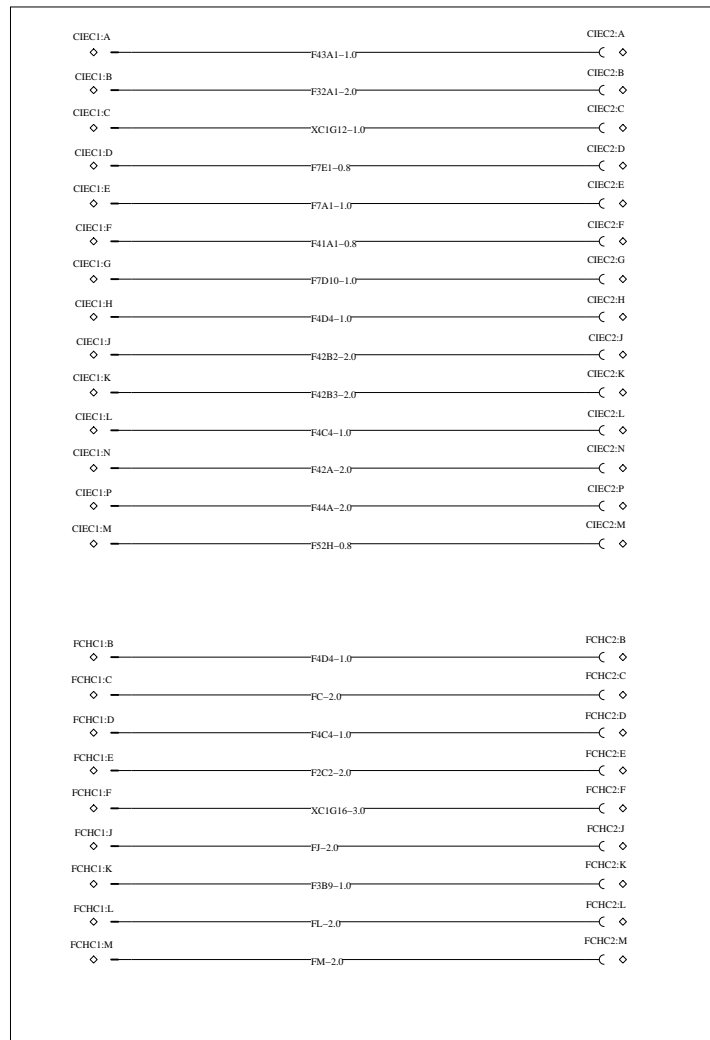 CIEC1:A CIEC2:A
F43A1−1.0
CIEC1:B CIEC2:B
F32A1−2.0
CIEC1:C CIEC2:C
XC1G12−1.0
CIEC1:D CIEC2:D
F7E1−0.8
CIEC1:E CIEC2:E
F7A1−1.0
CIEC1:F CIEC2:F
F41A1−0.8
CIEC1:G CIEC2:G
F7D10−1.0
CIEC1:H CIEC2:H
F4D4−1.0
CIEC1:J CIEC2:J
F42B2−2.0
CIEC1:K CIEC2:K
F42B3−2.0
CIEC1:L CIEC2:L
F4C4−1.0
CIEC1:N CIEC2:N
F42A−2.0
CIEC1:P CIEC2:P
F44A−2.0
CIEC1:M CIEC2:M
F52H−0.8
FCHC1:B FCHC2:B
F4D4−1.0
FCHC1:C FCHC2:C
FC−2.0
FCHC1:D FCHC2:D
F4C4−1.0
FCHC1:E FCHC2:E
F2C2−2.0
FCHC1:F FCHC2:F
XC1G16−3.0
FCHC1:J FCHC2:J
FJ−2.0
FCHC1:K FCHC2:K
F3B9−1.0
FCHC1:L FCHC2:L
FL−2.0
FCHC1:M FCHC2:M
FM−2.0